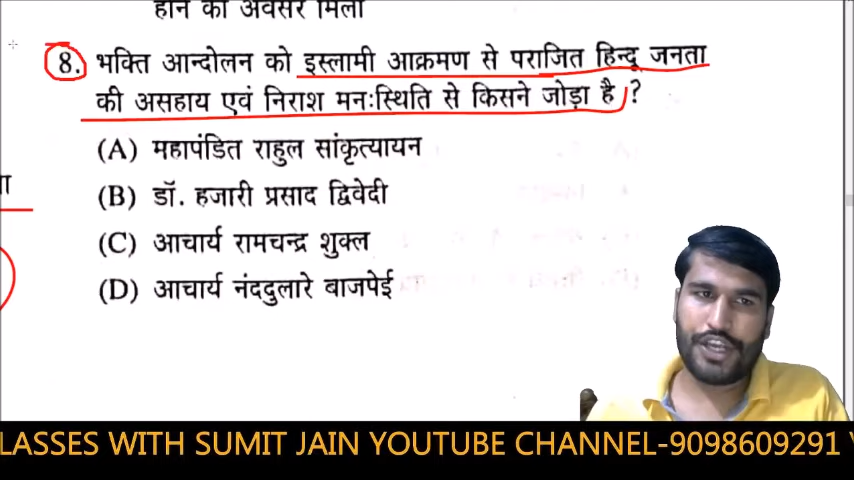 होने का अवसर मिला
8. भक्ति आन्दोलन को इस्लामी आक्रमण से पराजित हिन्दू जनता
की असहाय एवं निराश मनःस्थिति से किसने जोड़ा है ?
(A) महापंडित राहुल सांकृत्यायन
(B) डॉ. हजारी प्रसाद द्विवेदी
(C) आचार्य रामचन्द्र शुक्ल
(D) आचार्य नंददुलारे बाजपेई
LASSES WITH SUMIT JAIN YOUTUBE CHANNEL-9098609291